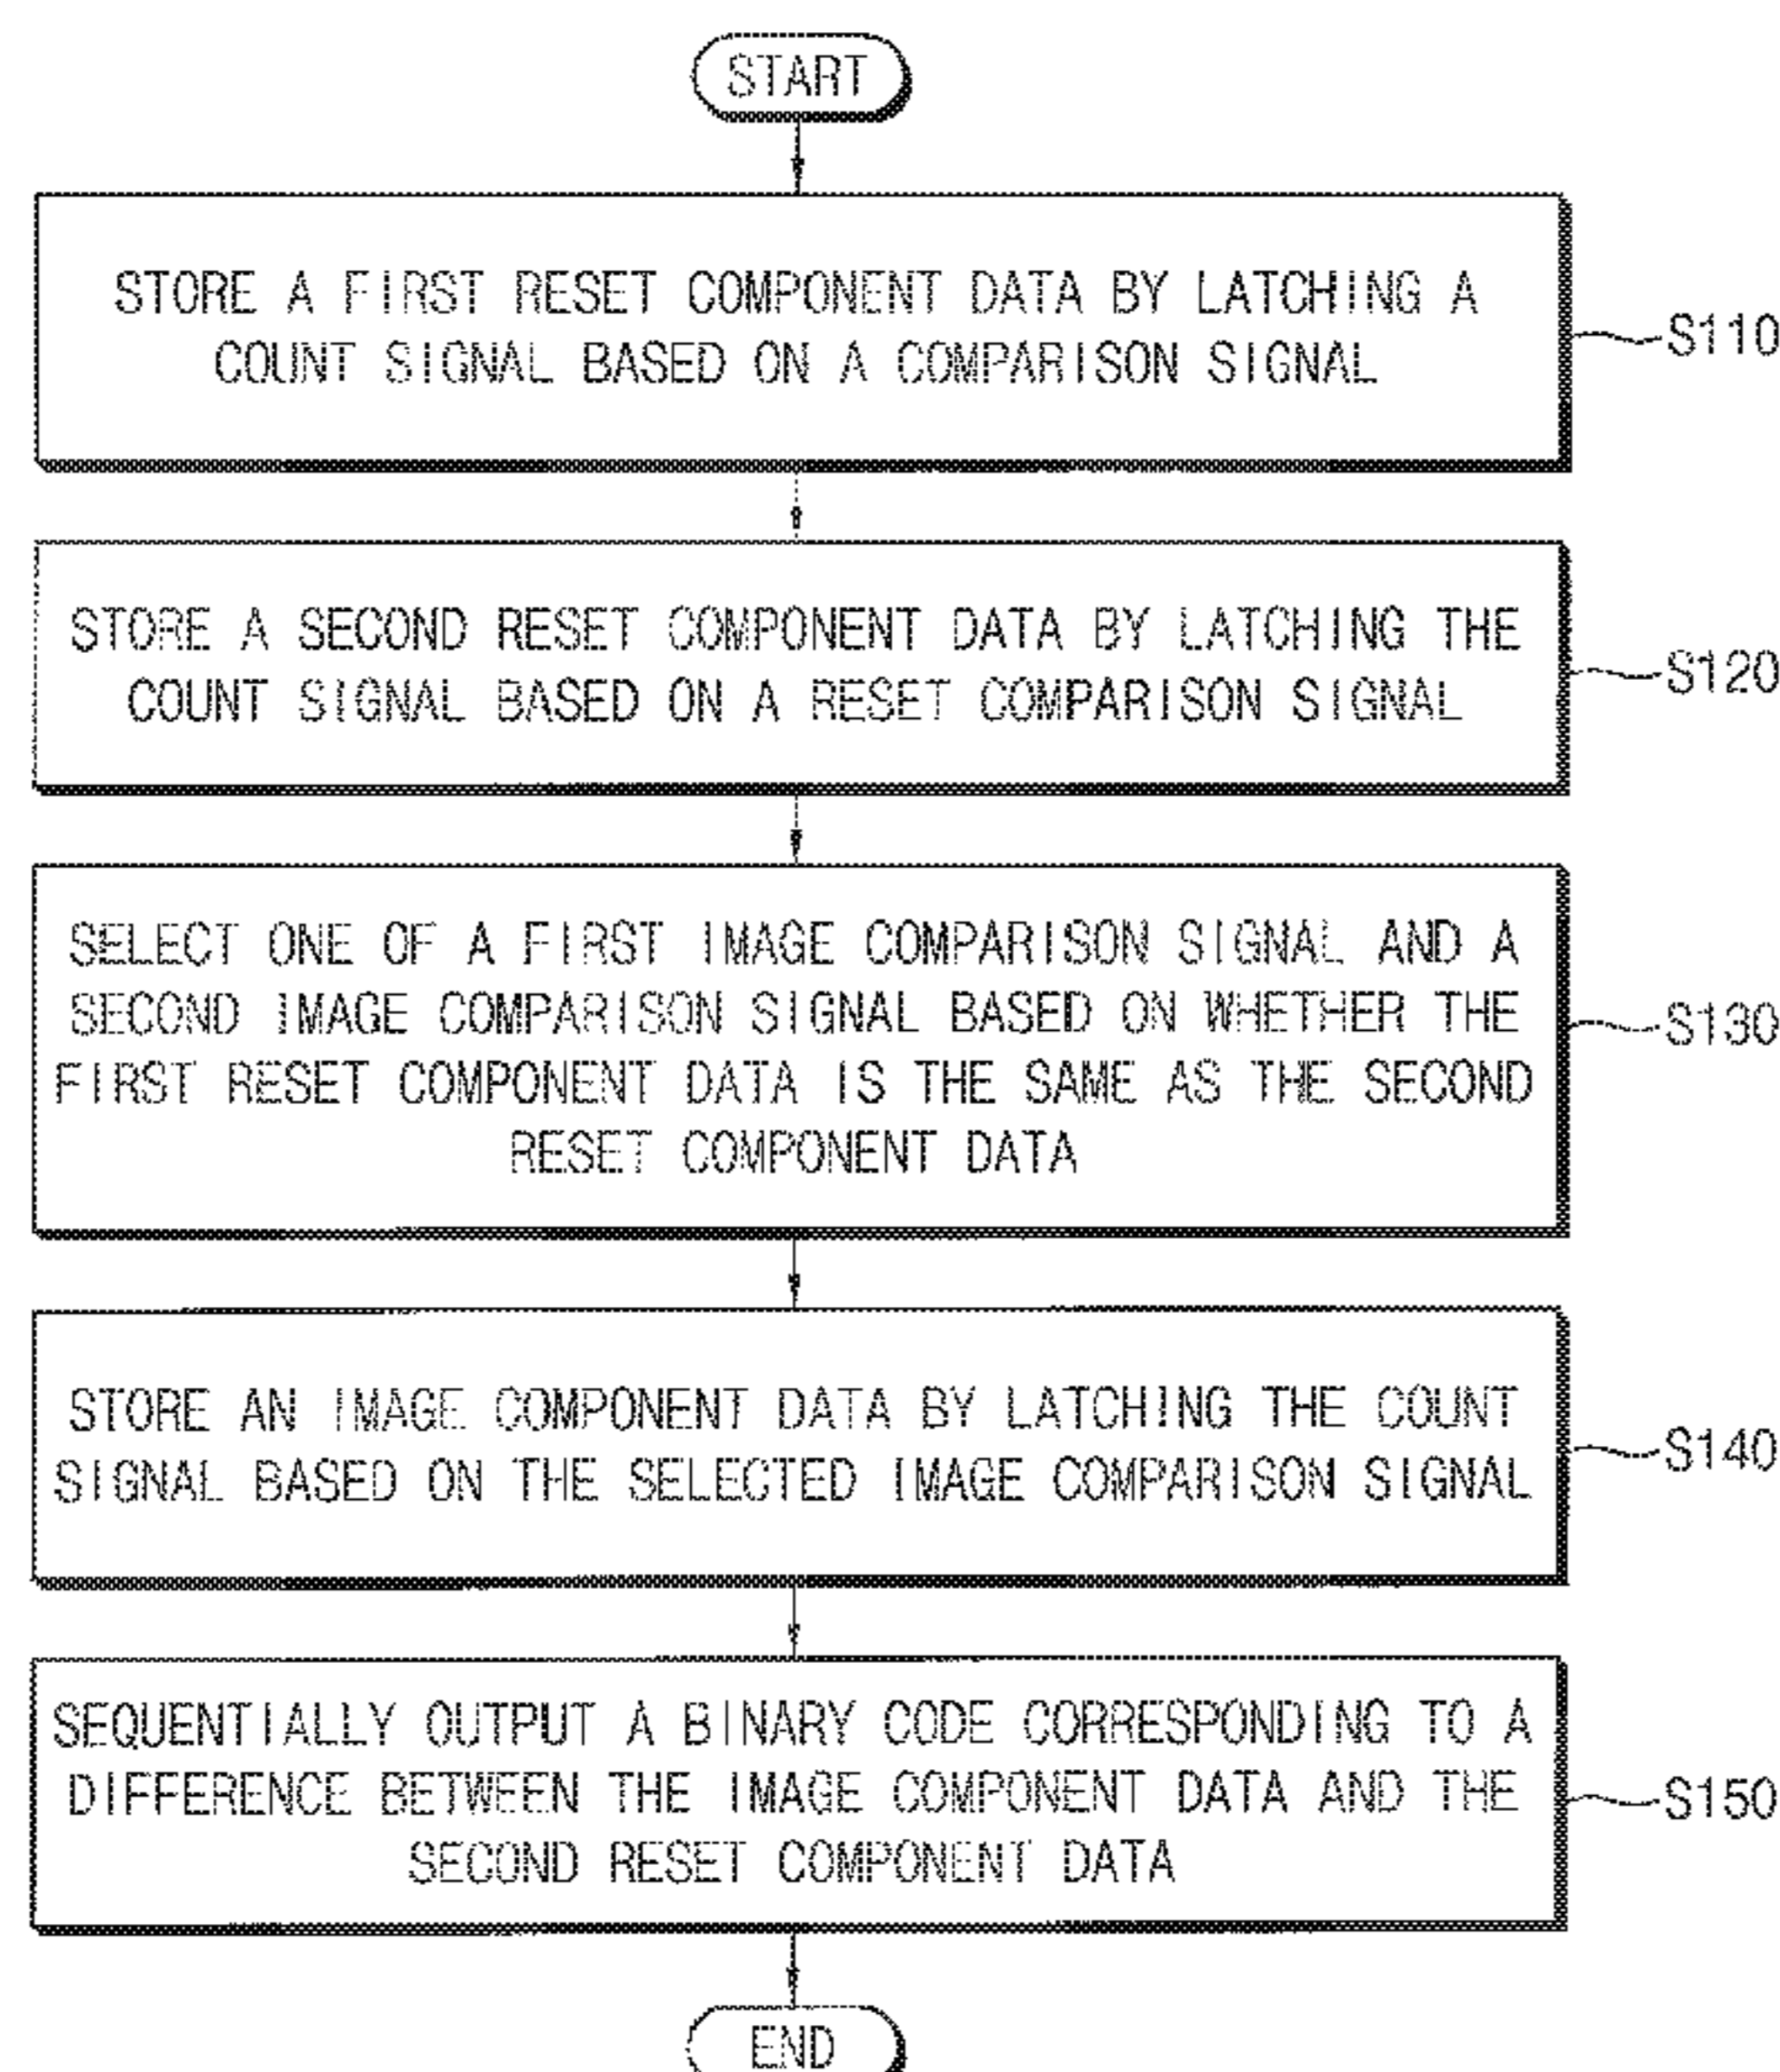 START
STORE A FIRST RESET COMPONENT DATA BY LATCHING A
COUNT SIGNAL BASED ON A COMPARISON SIGNAL
S110
STORE A SECOND RESET COMPONENT DATA BY LATCHING THE
COUNT SIGNAL BASED ON A RESET COMPARISON SIGNAL
S120
SELECT ONE OF A FIRST IMAGE COMPARISON SIGNAL AND A
SECOND IMAGE COMPARISON SIGNAL BASED ON WHETHER THE
FIRST RESET COMPONENT DATA IS THE SAME AS THE SECOND
RESET COMPONENT DATA
S130
STORE AN IMAGE COMPONENT DATA BY LATCHING THE COUNT
SIGNAL BASED ON THE SELECTED IMAGE COMPARISON SIGNAL
S140
SEQUENTIALLY OUTPUT A BINARY CODE CORRESPONDING TO A
DIFFERENCE BETWEEN THE IMAGE COMPONENT DATA AND THE
SECOND RESET COMPONENT DATA
S150
END